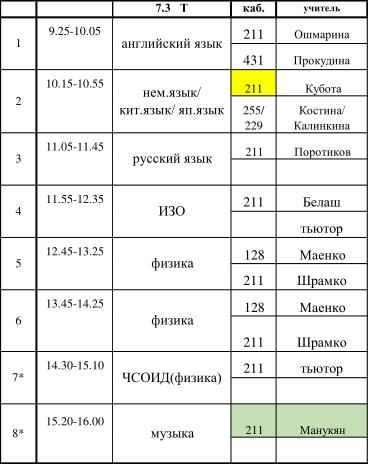 7.3 Т каб. учитель
1 9.25-10.05 английский язык 211 Ошмарина
431 Прокудина
2 10.15-10.55 нем.язык/ 211 Кубота
кит.язык/ яп.язык 255/ Костина/
229 Калинкина
3 11.05-11.45 русский язык 211 Поротиков
4 11.55-12.35 ИЗО 211 Белаш
тьютор
5 12.45-13.25 физика 128 Маенко
211 Шрамко
6 13.45-14.25 физика 128 Маенко
211 Шрамко
7* 14.30-15.10 ЧСОИД(физика) 211 тьютор
8* 15.20-16.00 музыка 211 Манукян